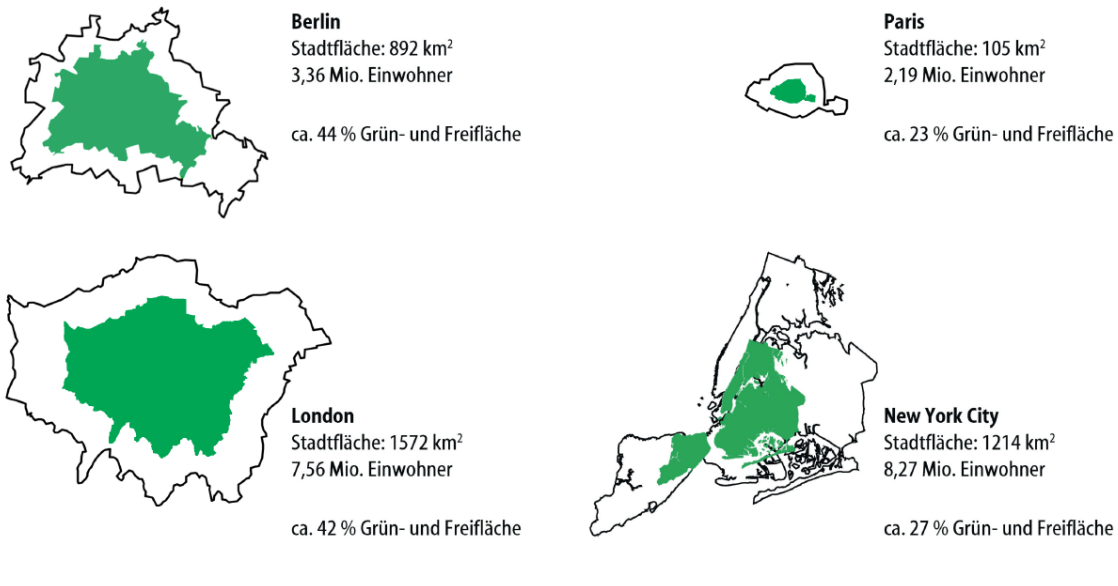 Berlin
Stadtfläche: 892 km²
3,36 Mio. Einwohner
ca. 44 % Grün- und Freifläche
Paris
Stadtfläche: 105 km²
2,19 Mio. Einwohner
ca. 23 % Grün- und Freifläche
London
Stadtfläche: 1572 km²
7,56 Mio. Einwohner
ca. 42 % Grün- und Freifläche
New York City
Stadtfläche: 1214 km²
8,27 Mio. Einwohner
ca. 27 % Grün- und Freifläche